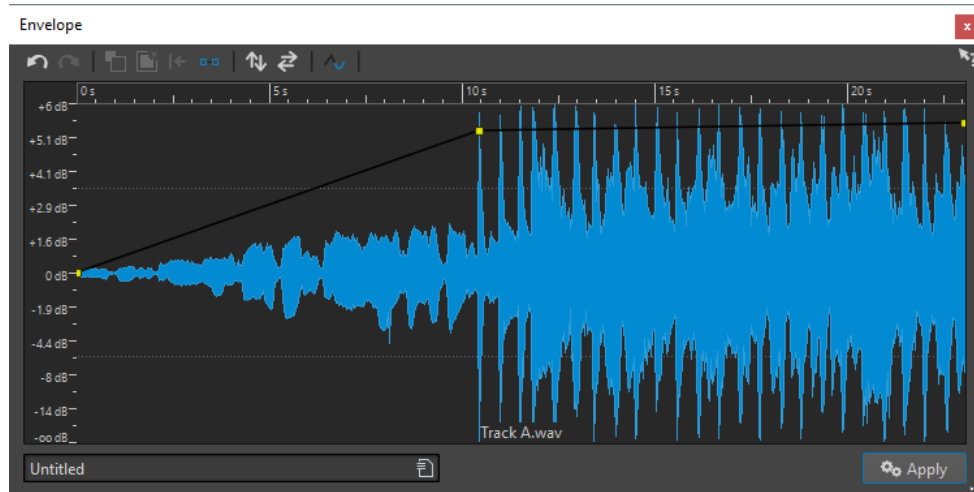 Envelope
x
0 s 5 s 10 s 15 s 20 s
+6 dB
+5.1 dB
+4.1 dB
+2.9 dB
+1.6 dB
0 dB
-1.9 dB
-4.4 dB
-8 dB
-14 dB
-oo dB
Track A.wav
Untitled
Apply